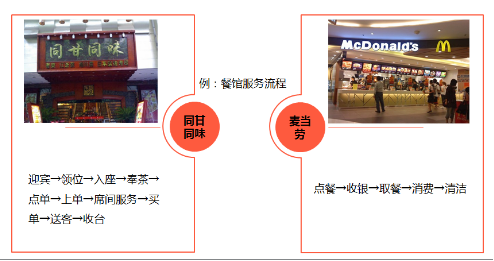 同甘同味
McDonald's
例：餐馆服务流程
同甘
同味
麦当
劳
迎宾→领位→入座→奉茶→
点单→上单→席间服务→买
单→送客→收台
点餐→收银→取餐→消费→清洁